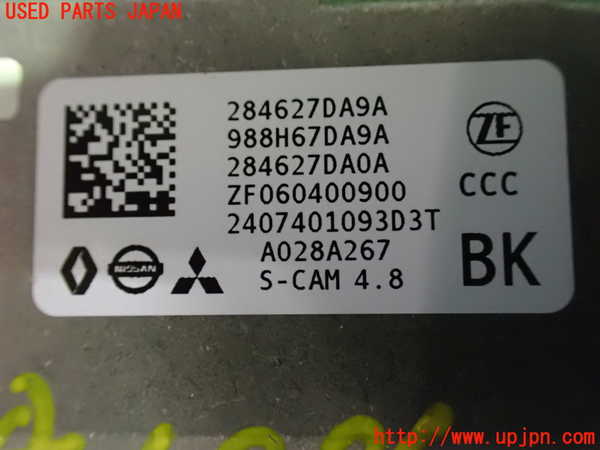 USED PARTS JAPAN
284627DA9A
988H67DA9A
284627DA0A
ZF060400900
2407401093D3T
A028A267
S-CAM 4.8
ZF
CCC
BK
NISSAN
http://www.upjpn.com